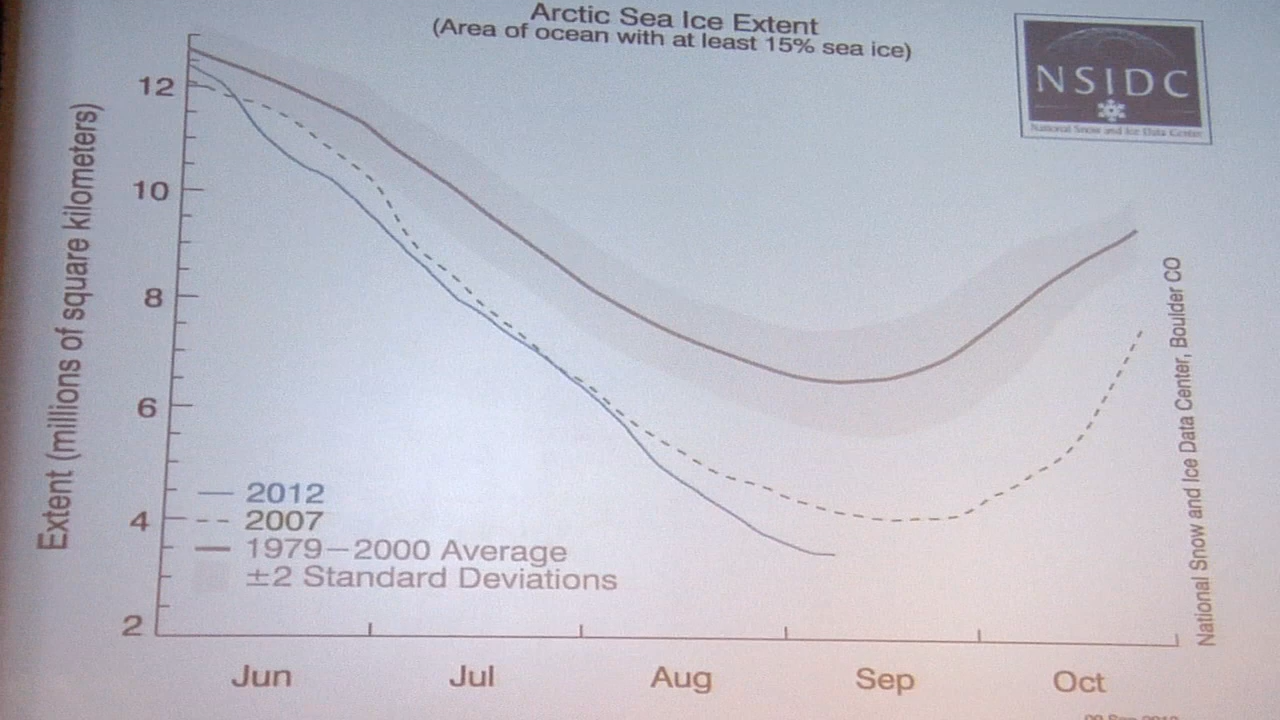 Arctic Sea Ice Extent
(Area of ocean with at least 15% sea ice)
NSIDC
National Snow and Ice Data Center
Extent (millions of square kilometers)
12
10
8
6
4
2
2012
2007
1979–2000 Average
±2 Standard Deviations
Jun
Jul
Aug
Sep
Oct
National Snow and Ice Data Center, Boulder CO